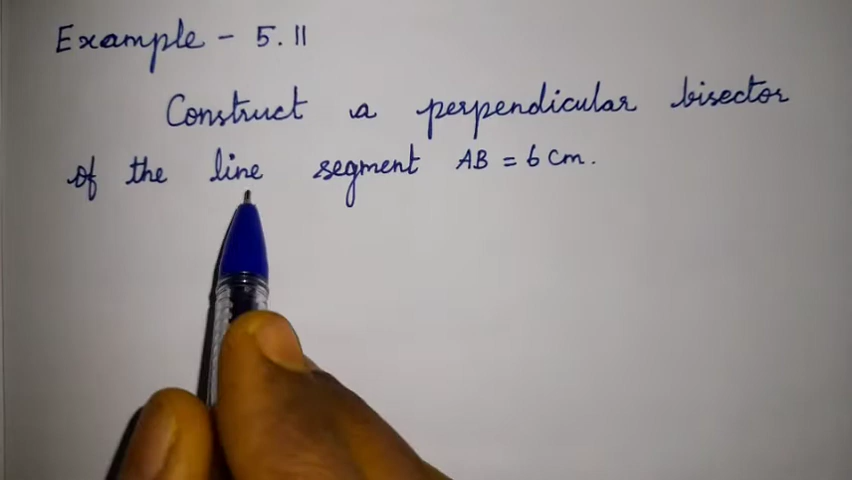 Example - 5.11
Construct a perpendicular bisector
of the line segment AB = 6 cm.